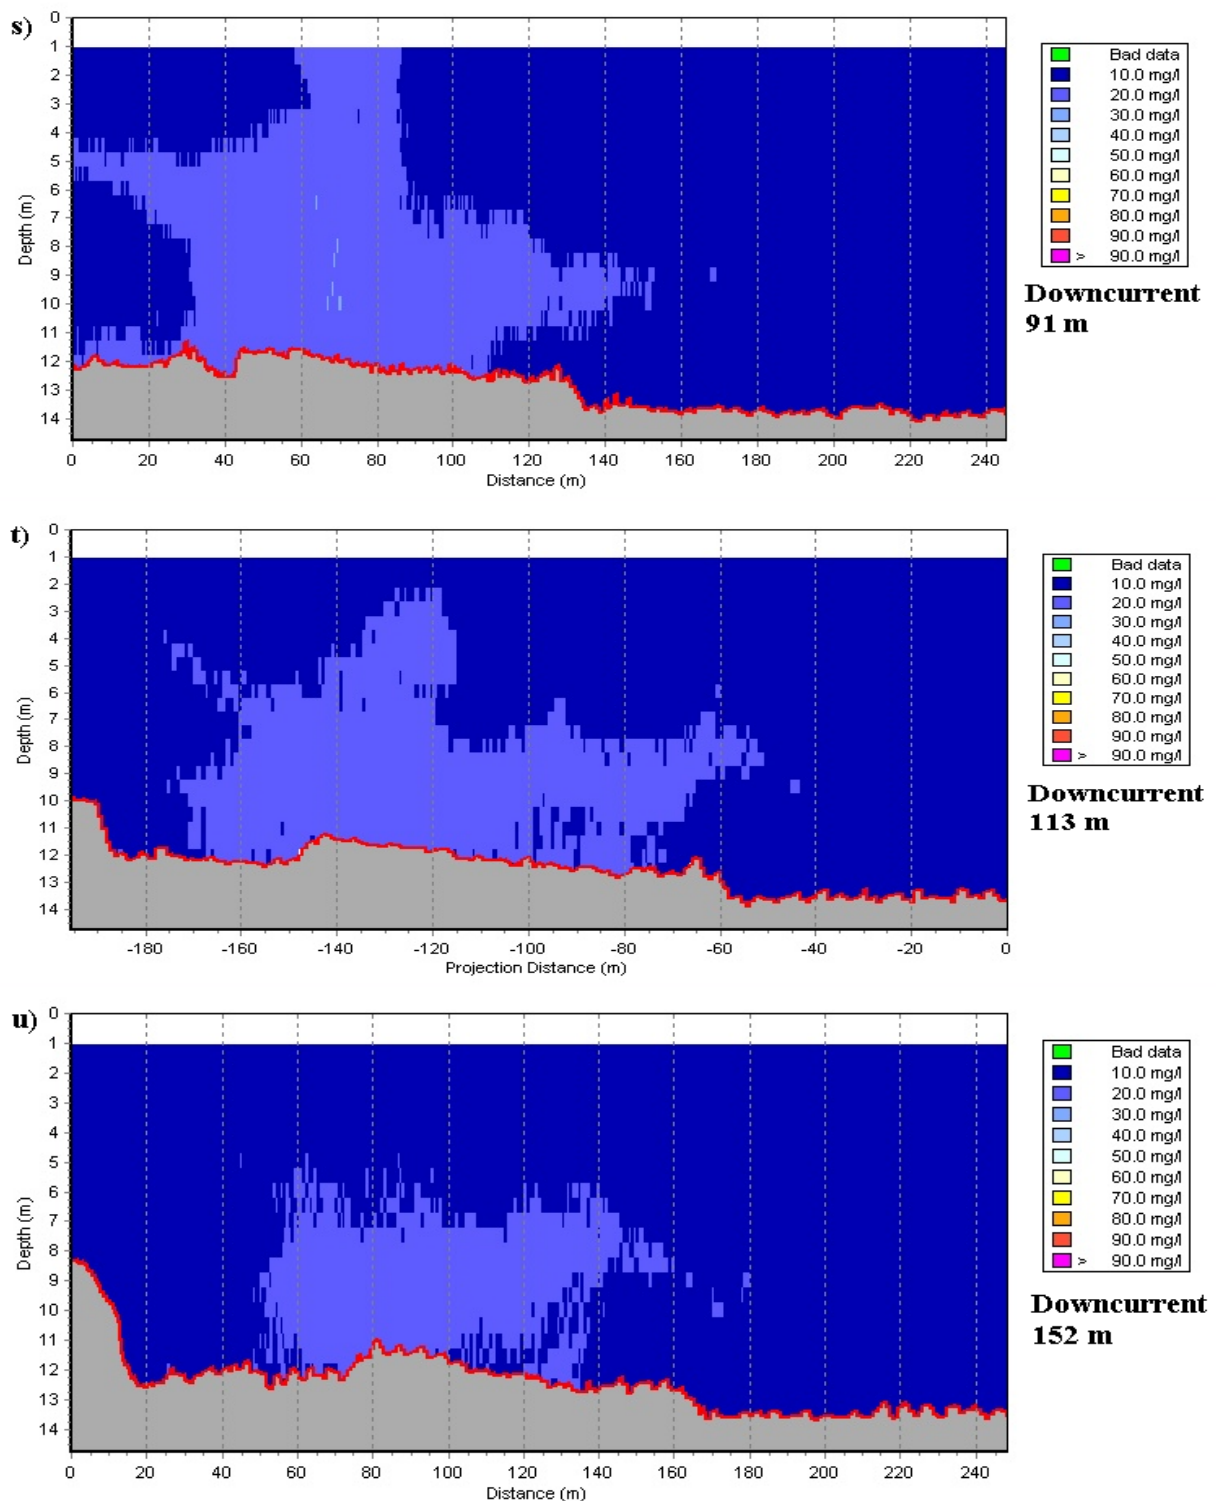 s)
0
1
2
3
4
5
6
7
8
9
10
11
12
13
14
Depth (m)
0 20 40 60 80 100 120 140 160 180 200 220 240
Distance (m)
Bad data
10.0 mg/l
20.0 mg/l
30.0 mg/l
40.0 mg/l
50.0 mg/l
60.0 mg/l
70.0 mg/l
80.0 mg/l
90.0 mg/l
> 90.0 mg/l
Downcurrent
91 m
t)
0
1
2
3
4
5
6
7
8
9
10
11
12
13
14
Depth (m)
-180 -160 -140 -120 -100 -80 -60 -40 -20 0
Projection Distance (m)
Bad data
10.0 mg/l
20.0 mg/l
30.0 mg/l
40.0 mg/l
50.0 mg/l
60.0 mg/l
70.0 mg/l
80.0 mg/l
90.0 mg/l
> 90.0 mg/l
Downcurrent
113 m
u)
0
1
2
3
4
5
6
7
8
9
10
11
12
13
14
Depth (m)
0 20 40 60 80 100 120 140 160 180 200 220 240
Distance (m)
Bad data
10.0 mg/l
20.0 mg/l
30.0 mg/l
40.0 mg/l
50.0 mg/l
60.0 mg/l
70.0 mg/l
80.0 mg/l
90.0 mg/l
> 90.0 mg/l
Downcurrent
152 m